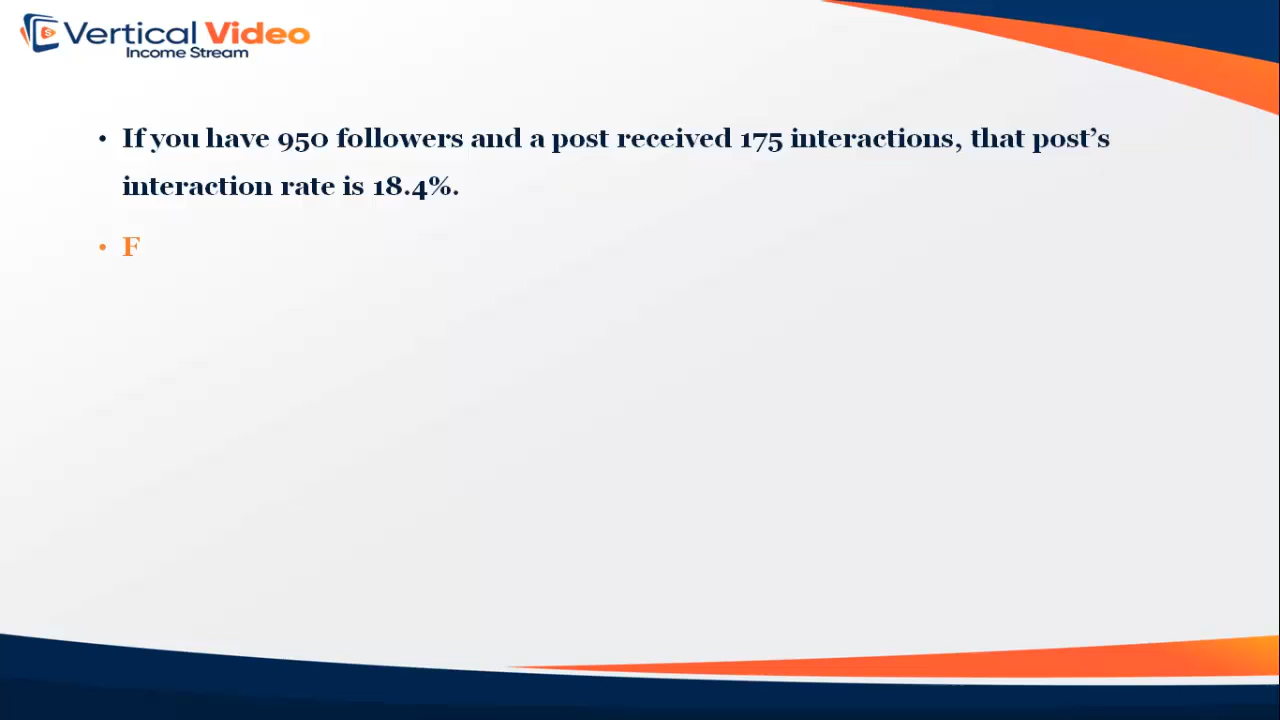 Vertical Video
Income Stream
• If you have 950 followers and a post received 175 interactions, that post’s
interaction rate is 18.4%.
• F